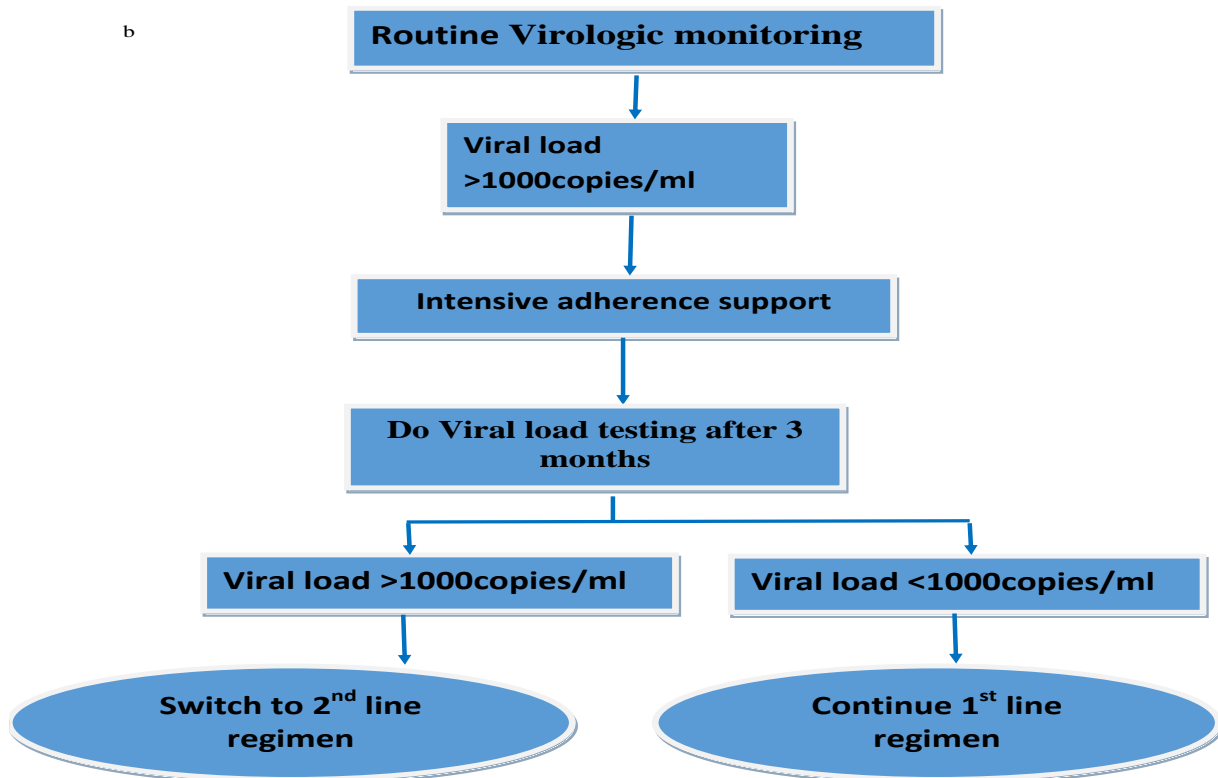 b
Routine Virologic monitoring
Viral load
>1000copies/ml
Intensive adherence support
Do Viral load testing after 3
months
Viral load >1000copies/ml
Viral load <1000copies/ml
Switch to 2nd line
regimen
Continue 1st line
regimen